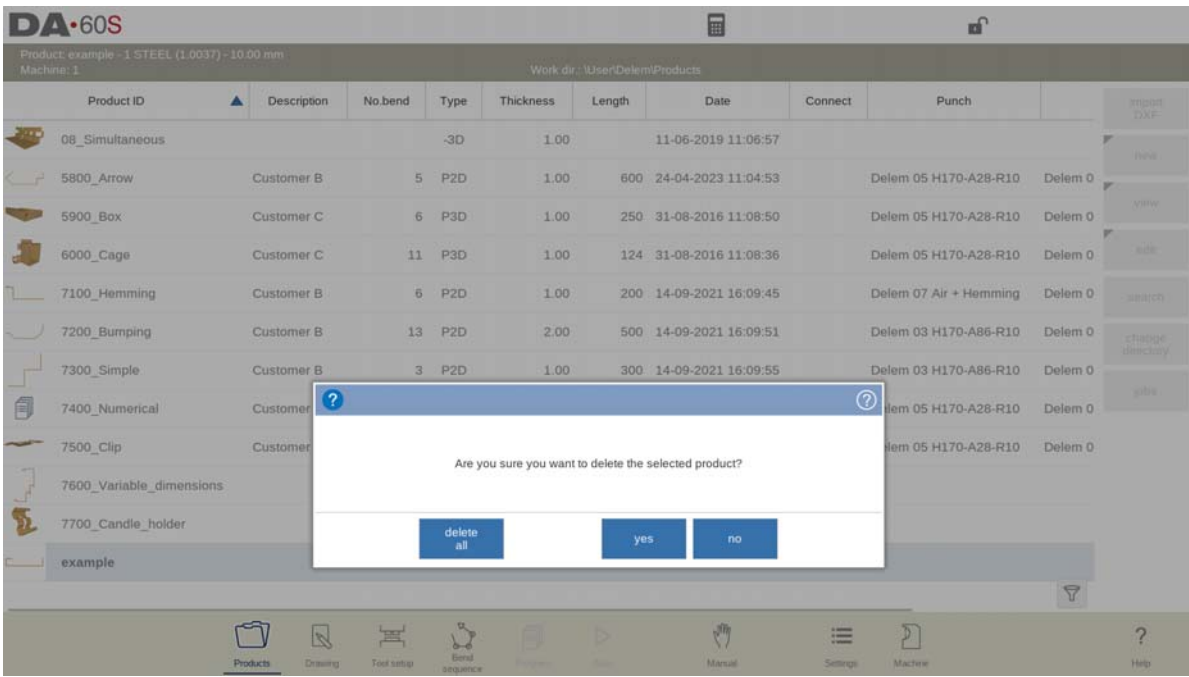 DA•60S
Product: example - 1 STEEL (1.0037) - 10.00 mm
Machine: 1
Work dir.: \User\Delem\Products
Product ID Description No.bend Type Thickness Length Date Connect Punch
08_Simultaneous -3D 1.00 11-06-2019 11:06:57
5800_Arrow Customer B 5 P2D 1.00 600 24-04-2023 11:04:53 Delem 05 H170-A28-R10 Delem 0
5900_Box Customer C 6 P3D 1.00 250 31-08-2016 11:08:50 Delem 05 H170-A28-R10 Delem 0
6000_Cage Customer C 11 P3D 1.00 124 31-08-2016 11:08:36 Delem 05 H170-A28-R10 Delem 0
7100_Hemming Customer B 6 P2D 1.00 200 14-09-2021 16:09:45 Delem 07 Air + Hemming Delem 0
7200_Bumping Customer B 13 P2D 2.00 500 14-09-2021 16:09:51 Delem 03 H170-A86-R10 Delem 0
7300_Simple Customer B 3 P2D 1.00 300 14-09-2021 16:09:55 Delem 03 H170-A86-R10 Delem 0
7400_Numerical Customer elem 05 H170-A28-R10 Delem 0
7500_Clip Customer elem 05 H170-A28-R10 Delem 0
7600_Variable_dimensions
7700_Candle_holder
example
import
DXF
new
view
edit
search
change
directory
jobs
?
?
Are you sure you want to delete the selected product?
delete
all
yes
no
Products
Drawing
Tool setup
Bend
sequence
Program
Auto
Manual
Settings
Machine
?
Help